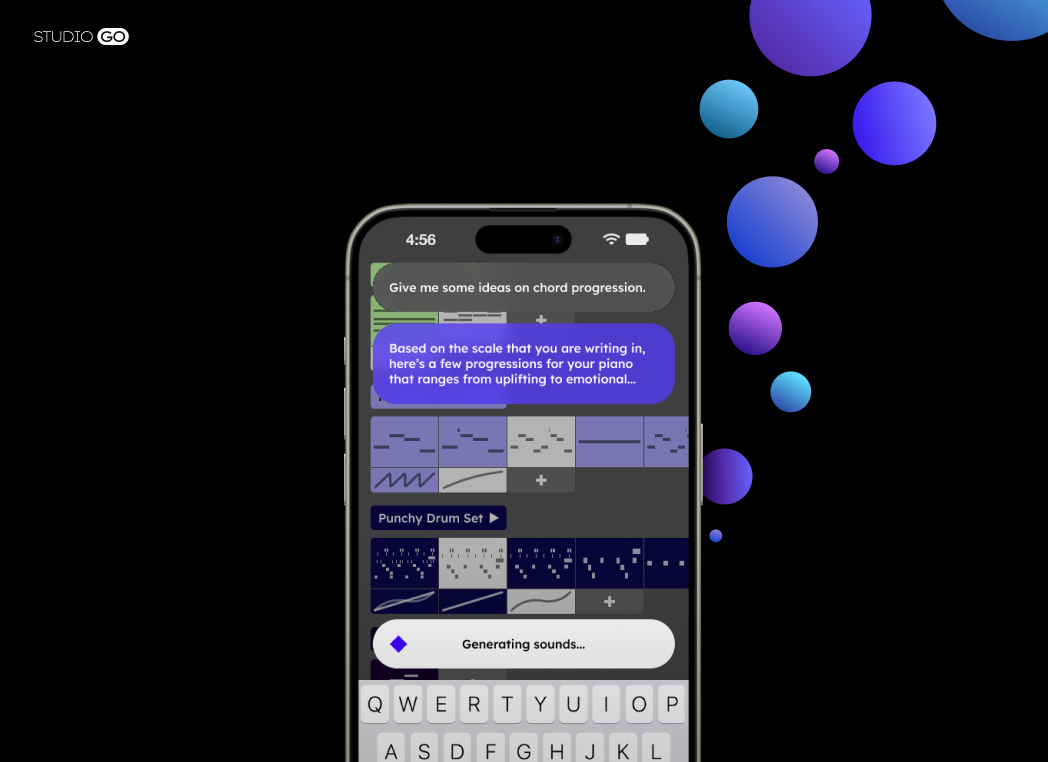 STUDIO GO
4:56
Give me some ideas on chord progression.
Based on the scale that you are writing in,
here's a few progressions for your piano
that ranges from uplifting to emotional...
Punchy Drum Set
Generating sounds...
Q W E R T Y U I O P
A S D F G H J K L